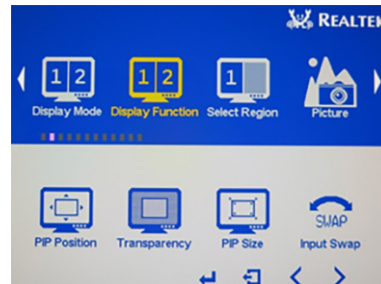 REALTEK
1 2
1 2
1
Display Mode
Display Function
Select Region
Picture
PIP Position
Transparency
PIP Size
SWAP
Input Swap